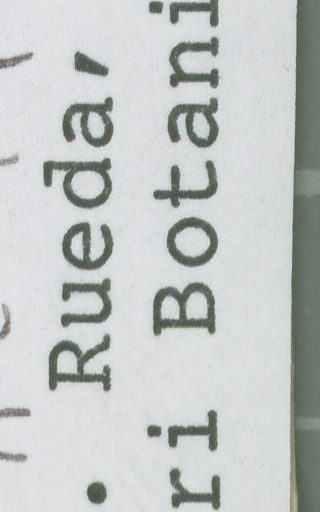 . Rueda,
ri Botani